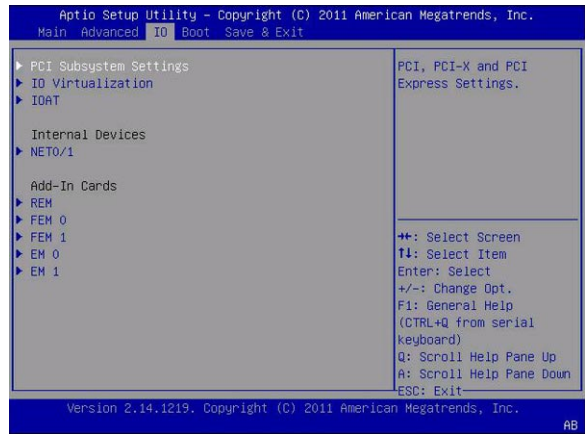 Aptio Setup Utility – Copyright (C) 2011 American Megatrends, Inc.
Main Advanced IO Boot Save & Exit
PCI Subsystem Settings
IO Virtualization
IOAT
Internal Devices
NET0/1
Add-In Cards
REM
FEM 0
FEM 1
EM 0
EM 1
PCI, PCI-X and PCI
Express Settings.
→←: Select Screen
↑↓: Select Item
Enter: Select
+/-: Change Opt.
F1: General Help
(CTRL+Q from serial
keyboard)
Q: Scroll Help Pane Up
A: Scroll Help Pane Down
ESC: Exit
Version 2.14.1219. Copyright (C) 2011 American Megatrends, Inc.
AB